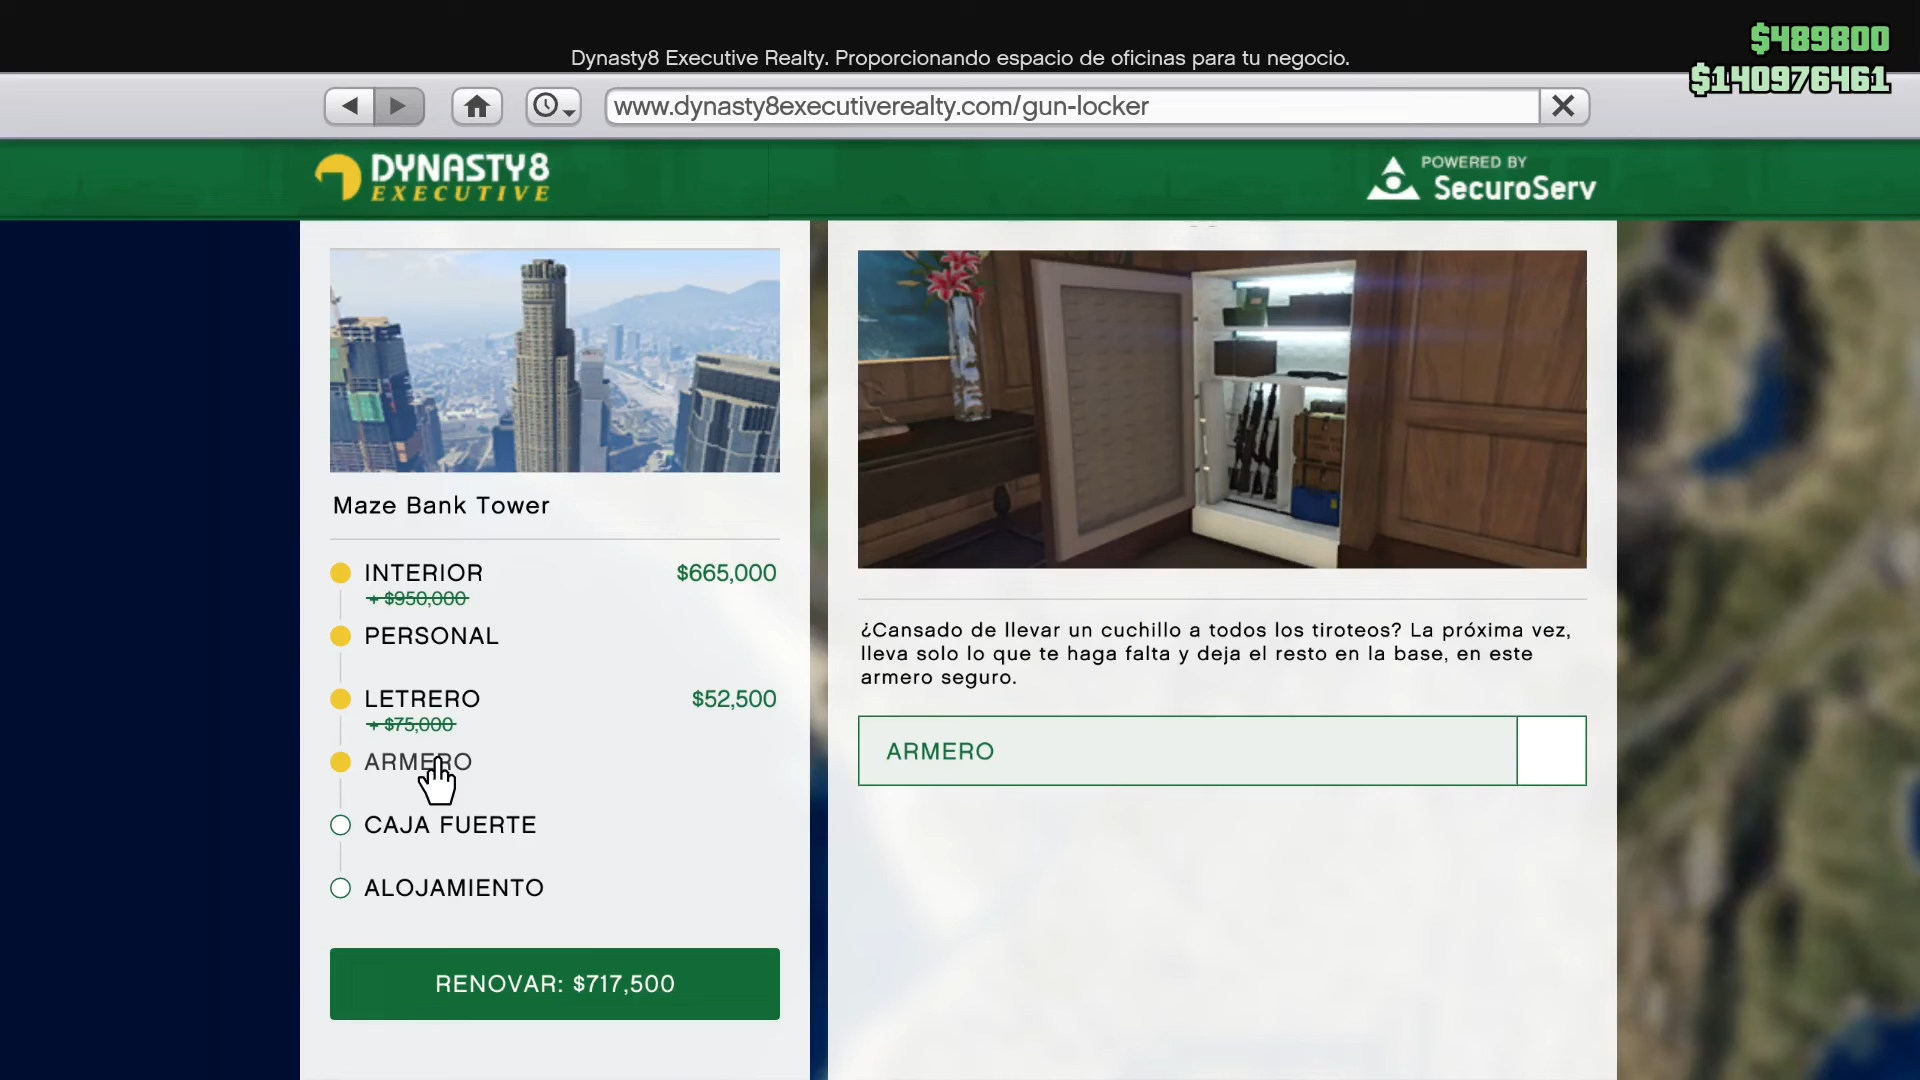 $489800
Dynasty8 Executive Realty. Proporcionando espacio de oficinas para tu negocio.
$140976461
www.dynasty8executiverealty.com/gun-locker
DYNASTY8
EXECUTIVE
POWERED BY
SecuroServ
Maze Bank Tower
INTERIOR $665,000
+ $950,000
PERSONAL
LETRERO $52,500
+ $75,000
ARMERO
CAJA FUERTE
ALOJAMIENTO
RENOVAR: $717,500
¿Cansado de llevar un cuchillo a todos los tiroteos? La próxima vez,
lleva solo lo que te haga falta y deja el resto en la base, en este
armero seguro.
ARMERO